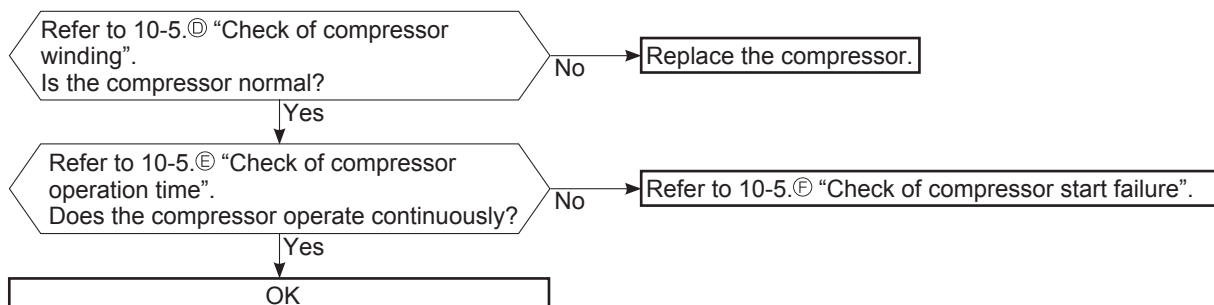 Refer to 10-5.Ⓓ “Check of compressor
winding”.
Is the compressor normal?
No
Replace the compressor.
Yes
Refer to 10-5.Ⓔ “Check of compressor
operation time”.
Does the compressor operate continuously?
No
Refer to 10-5.Ⓕ “Check of compressor start failure”.
Yes
OK